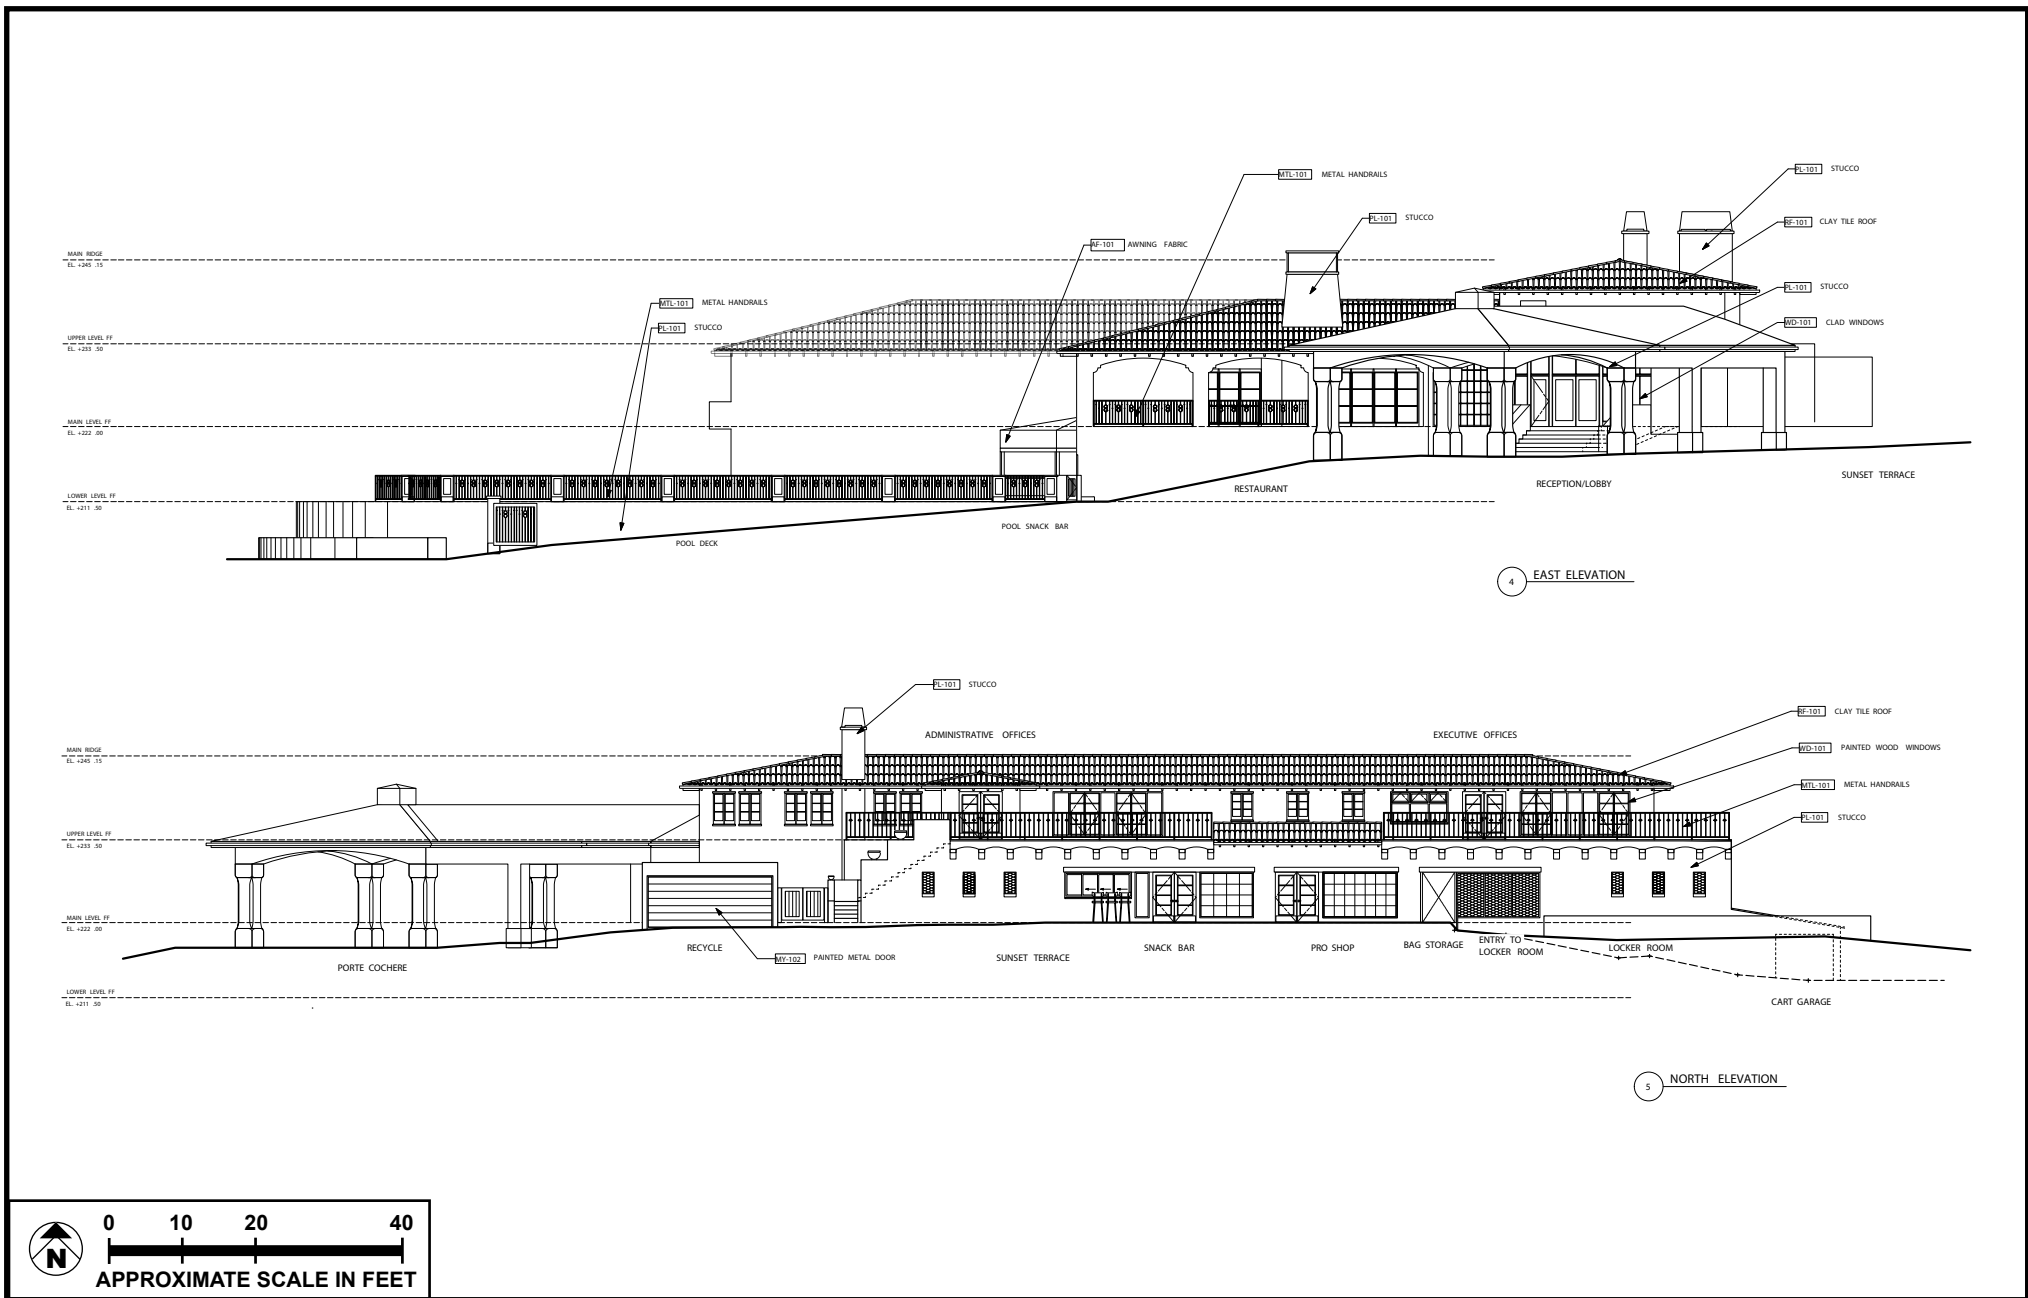 PL-101 STUCCO
MTL-101 METAL HANDRAILS
PL-101 STUCCO
RF-101 CLAY TILE ROOF
AF-101 AWNING FABRIC
MAIN RIDGE
EL. +245 .15
PL-101 STUCCO
MTL-101 METAL HANDRAILS
WD-101 CLAD WINDOWS
PL-101 STUCCO
UPPER LEVEL FF
EL. +233 .50
MAIN LEVEL FF
EL. +222 .00
SUNSET TERRACE
RECEPTION/LOBBY
RESTAURANT
LOWER LEVEL FF
EL. +211 .50
POOL SNACK BAR
POOL DECK
4 EAST ELEVATION
PL-101 STUCCO
RF-101 CLAY TILE ROOF
ADMINISTRATIVE OFFICES
EXECUTIVE OFFICES
WD-101 PAINTED WOOD WINDOWS
MAIN RIDGE
EL. +245 .15
MTL-101 METAL HANDRAILS
PL-101 STUCCO
UPPER LEVEL FF
EL. +233 .50
MAIN LEVEL FF
EL. +222 .00
RECYCLE
SNACK BAR
PRO SHOP
BAG STORAGE
ENTRY TO
LOCKER ROOM
LOCKER ROOM
MY-102 PAINTED METAL DOOR
SUNSET TERRACE
PORTE COCHERE
LOWER LEVEL FF
EL. +211 .50
CART GARAGE
5 NORTH ELEVATION
0 10 20 40
N
APPROXIMATE SCALE IN FEET